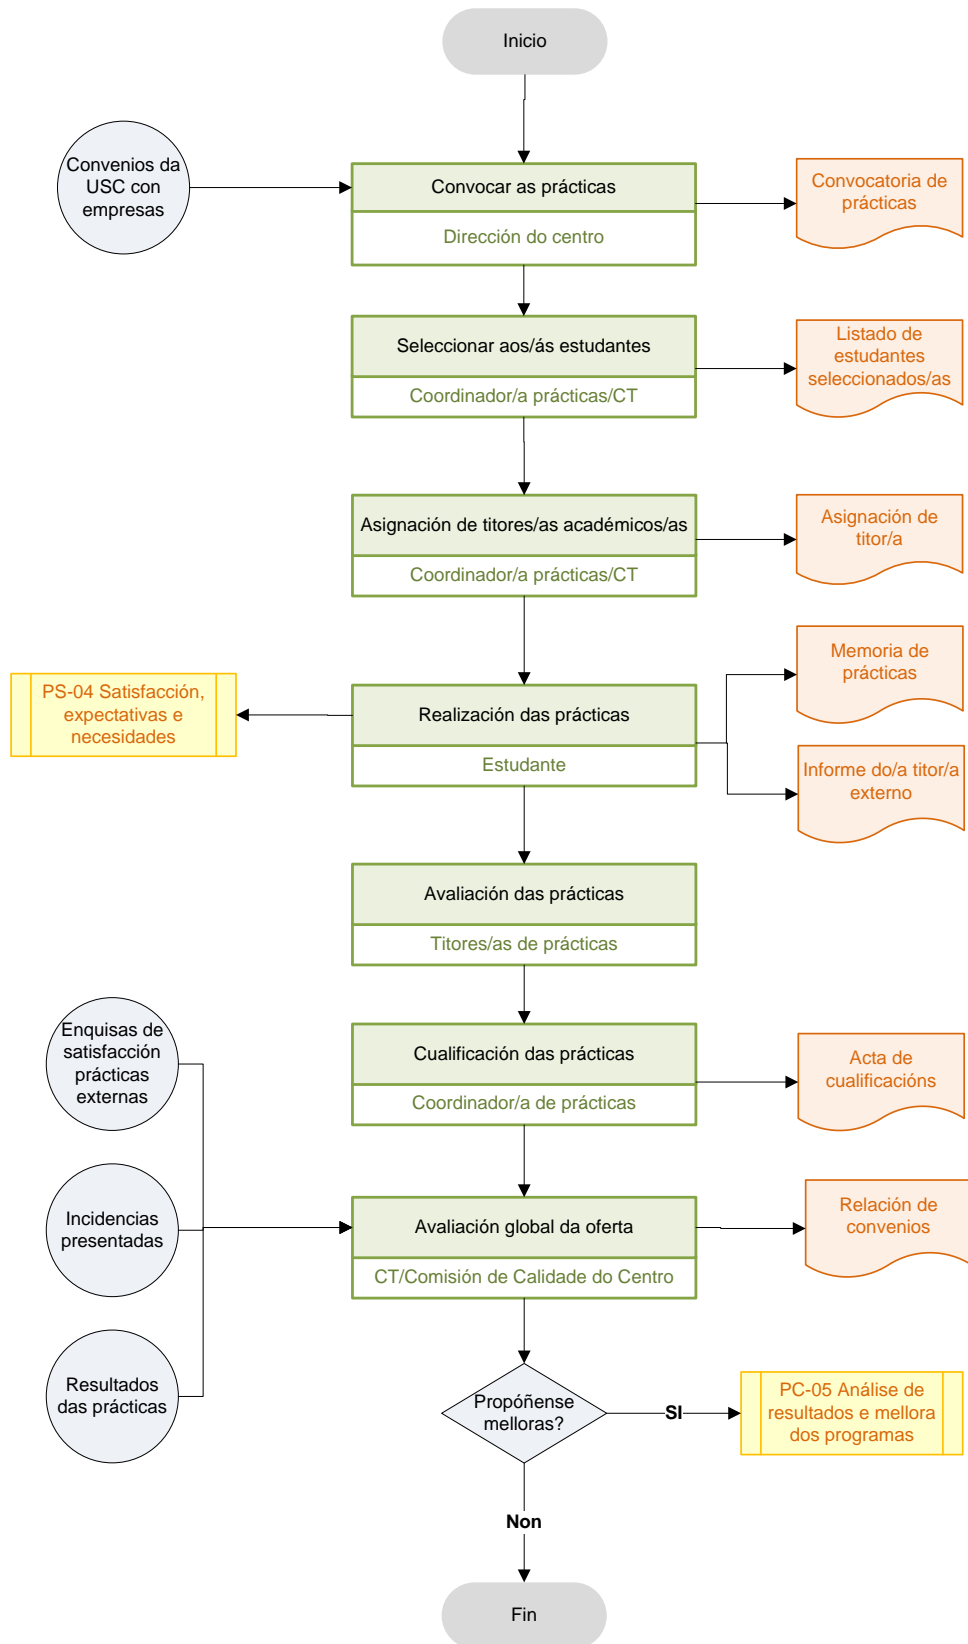 Inicio
Convenios da
USC con
empresas
Convocar as prácticas
Dirección do centro
Convocatoria de
prácticas
Seleccionar aos/ás estudantes
Coordinador/a prácticas/CT
Listado de
estudantes
seleccionados/as
Asignación de titores/as académicos/as
Coordinador/a prácticas/CT
Asignación de
titor/a
Memoria de
prácticas
PS-04 Satisfacción,
expectativas e
necesidades
Realización das prácticas
Estudante
Informe do/a titor/a
externo
Avaliación das prácticas
Titores/as de prácticas
Enquisas de
satisfacción
prácticas
externas
Cualificación das prácticas
Coordinador/a de prácticas
Acta de
cualificacións
Incidencias
presentadas
Avaliación global da oferta
CT/Comisión de Calidade do Centro
Relación de
convenios
Resultados
das prácticas
Propóñense
melloras?
SI
PC-05 Análise de
resultados e mellora
dos programas
Non
Fin